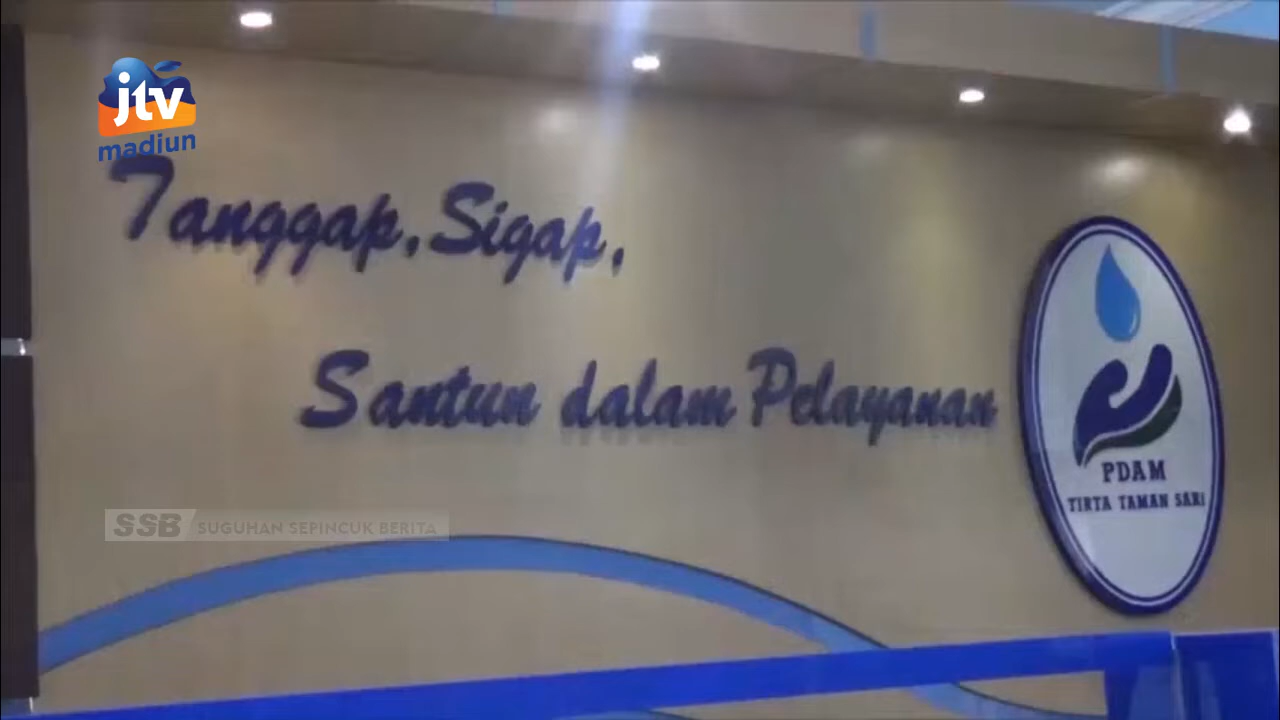 jtv
madiun
Tanggap, Sigap,
Santun dalam Pelayanan
PDAM
TIRTA TAMAN SARI
SSB SUGUHAN SEPINCUK BERITA